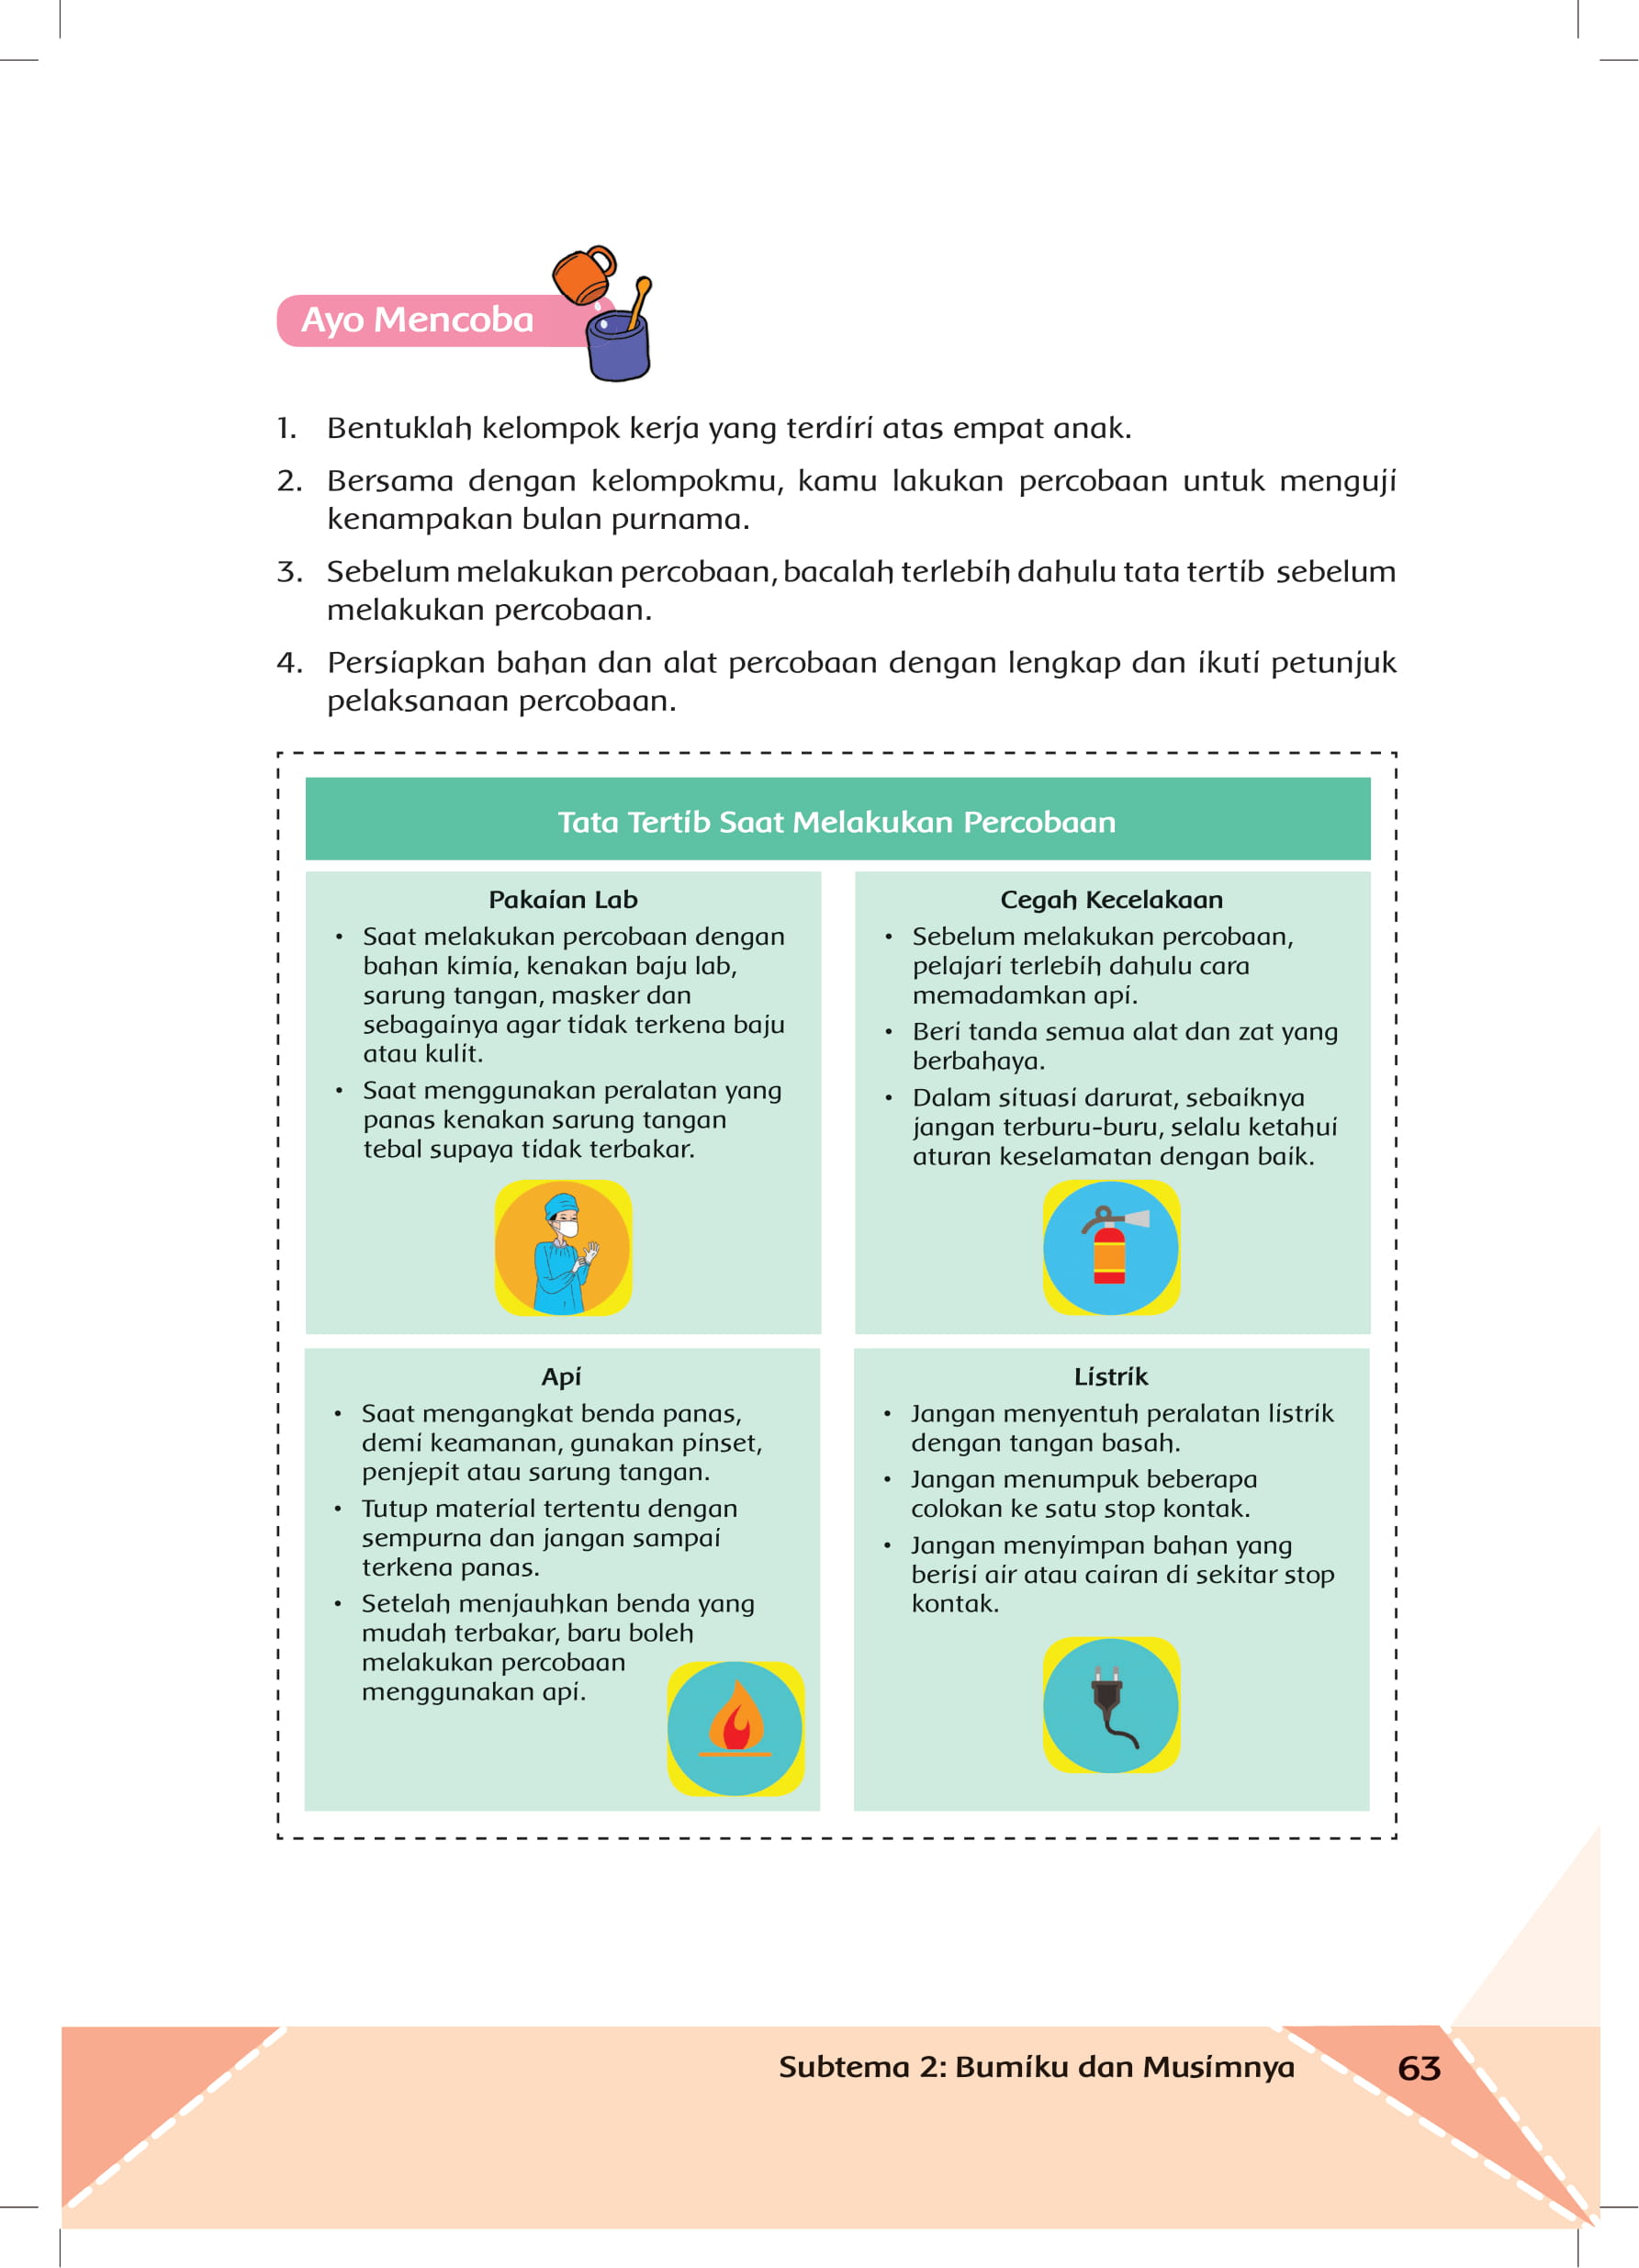 Ayo Mencoba
1. Bentuklah kelompok kerja yang terdiri atas empat anak.
2. Bersama dengan kelompokmu, kamu lakukan percobaan untuk menguji
kenampakan bulan purnama.
3. Sebelum melakukan percobaan, bacalah terlebih dahulu tata tertib sebelum
melakukan percobaan.
4. Persiapkan bahan dan alat percobaan dengan lengkap dan ikuti petunjuk
pelaksanaan percobaan.
Tata Tertib Saat Melakukan Percobaan
Pakaian Lab
• Saat melakukan percobaan dengan
bahan kimia, kenakan baju lab,
sarung tangan, masker dan
sebagainya agar tidak terkena baju
atau kulit.
• Saat menggunakan peralatan yang
panas kenakan sarung tangan
tebal supaya tidak terbakar.
Cegah Kecelakaan
• Sebelum melakukan percobaan,
pelajari terlebih dahulu cara
memadamkan api.
• Beri tanda semua alat dan zat yang
berbahaya.
• Dalam situasi darurat, sebaiknya
jangan terburu-buru, selalu ketahui
aturan keselamatan dengan baik.
Api
• Saat mengangkat benda panas,
demi keamanan, gunakan pinset,
penjepit atau sarung tangan.
• Tutup material tertentu dengan
sempurna dan jangan sampai
terkena panas.
• Setelah menjauhkan benda yang
mudah terbakar, baru boleh
melakukan percobaan
menggunakan api.
Listrik
• Jangan menyentuh peralatan listrik
dengan tangan basah.
• Jangan menumpuk beberapa
colokan ke satu stop kontak.
• Jangan menyimpan bahan yang
berisi air atau cairan di sekitar stop
kontak.
Subtema 2: Bumiku dan Musimnya 63